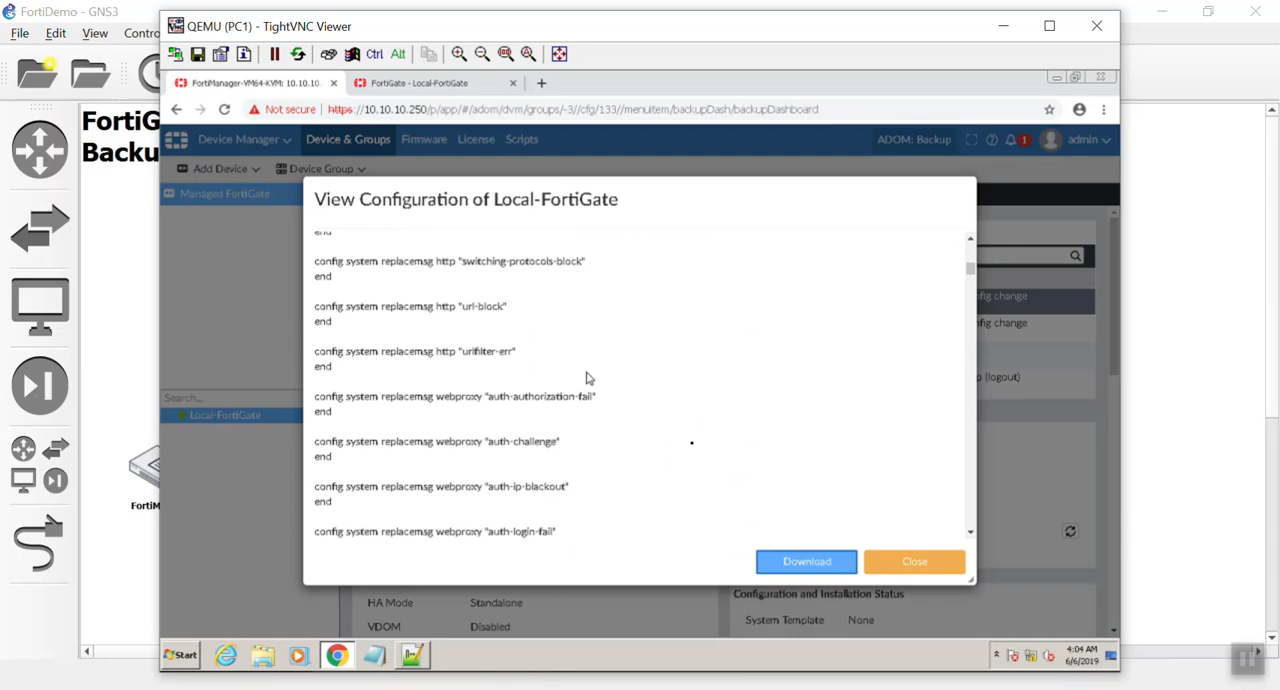 FortiDemo - GNS3
File Edit View Contro
FortiG
Backu
FortiM
QEMU (PC1) - TightVNC Viewer
Ctrl Alt
FortiManager-VM64-KVM: 10.10.10.
FortiGate - Local-FortiGate
Not secure https://10.10.10.250/p/app/#/adom/dvm/groups/-3//cfg/133//menuitem/backupDash/backupDashboard
Device Manager Device & Groups Firmware License Scripts ADOM: Backup 1 admin
Add Device Device Group
Managed FortiGate
Search...
Local-FortiGate
View Configuration of Local-FortiGate
end
config system replacemsg http "switching-protocols-block"
end
config system replacemsg http "url-block"
end
config system replacemsg http "urlfilter-err"
end
config system replacemsg webproxy "auth-authorization-fail"
end
config system replacemsg webproxy "auth-challenge"
end
config system replacemsg webproxy "auth-ip-blackout"
end
config system replacemsg webproxy "auth-login-fail"
Download Close
fig change
fig change
(logout)
HA Mode Standalone
VDOM Disabled
Configuration and Installation Status
System Template None
Start
4:04 AM
6/6/2019